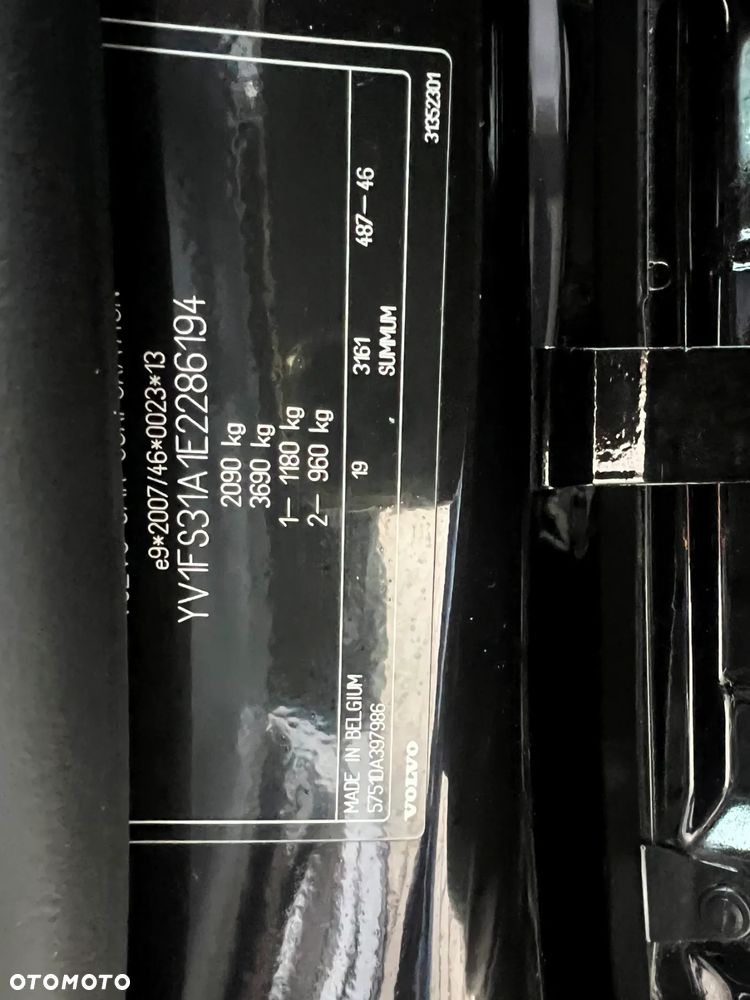 e9*2007/46*0023*13
YV1FS31A1E2286194
2090 kg
3690 kg
1– 1180 kg
2– 960 kg
MADE IN BELGIUM 19 3161 487–46
57510A397986 SUMMUM
VOLVO 31352301
OTOMOTO